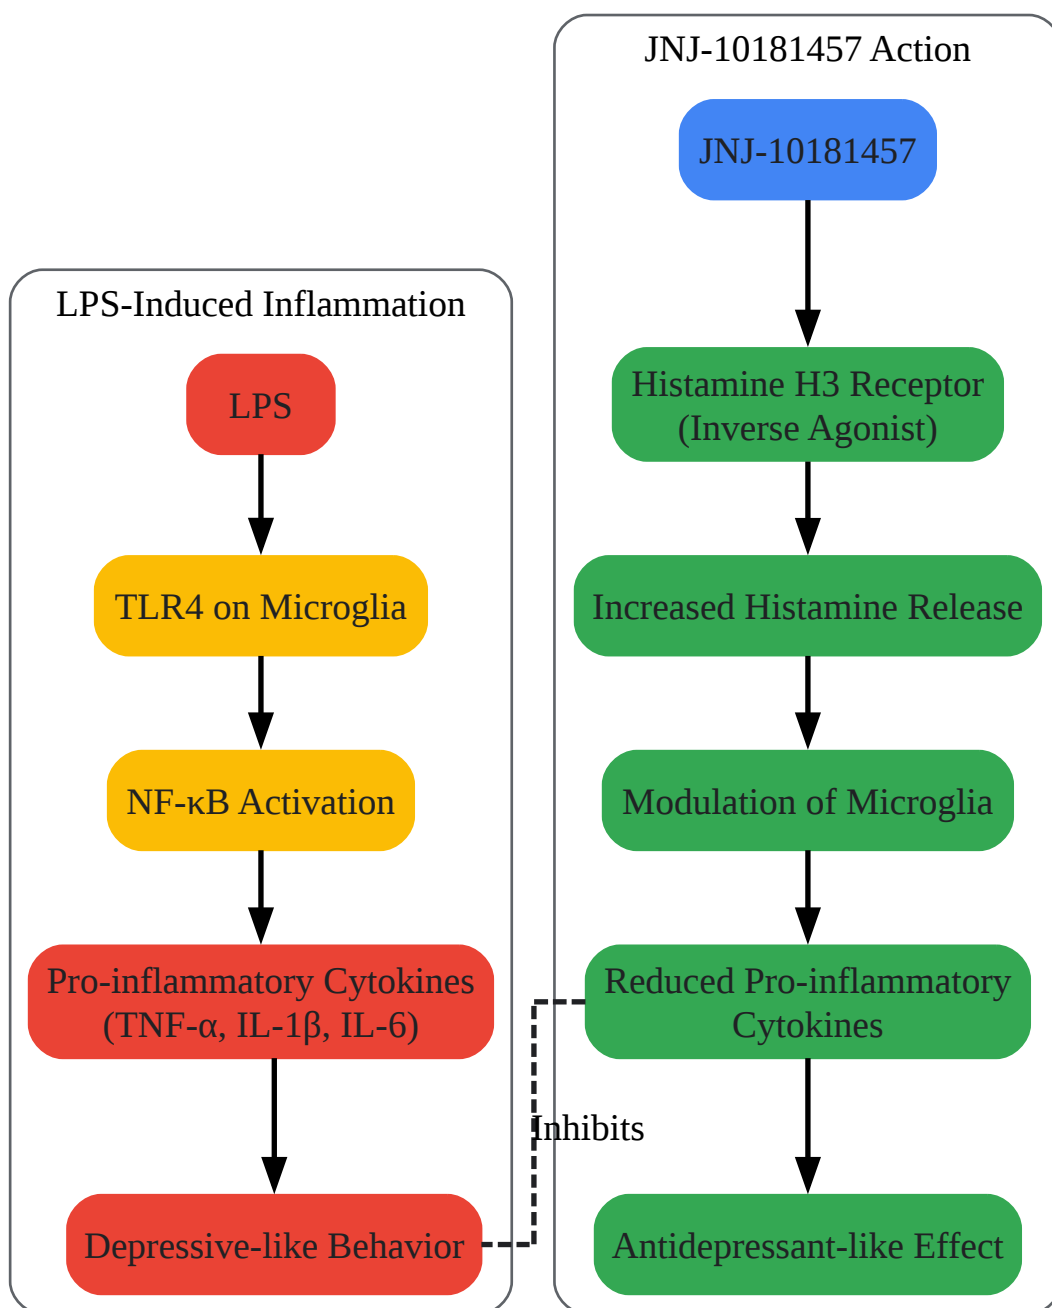 JNJ-10181457 Action
JNJ-10181457
Histamine H3 Receptor
(Inverse Agonist)
Increased Histamine Release
Modulation of Microglia
Reduced Pro-inflammatory
Cytokines
Antidepressant-like Effect
LPS-Induced Inflammation
LPS
TLR4 on Microglia
NF-κB Activation
Pro-inflammatory Cytokines
(TNF-α, IL-1β, IL-6)
Depressive-like Behavior
Inhibits